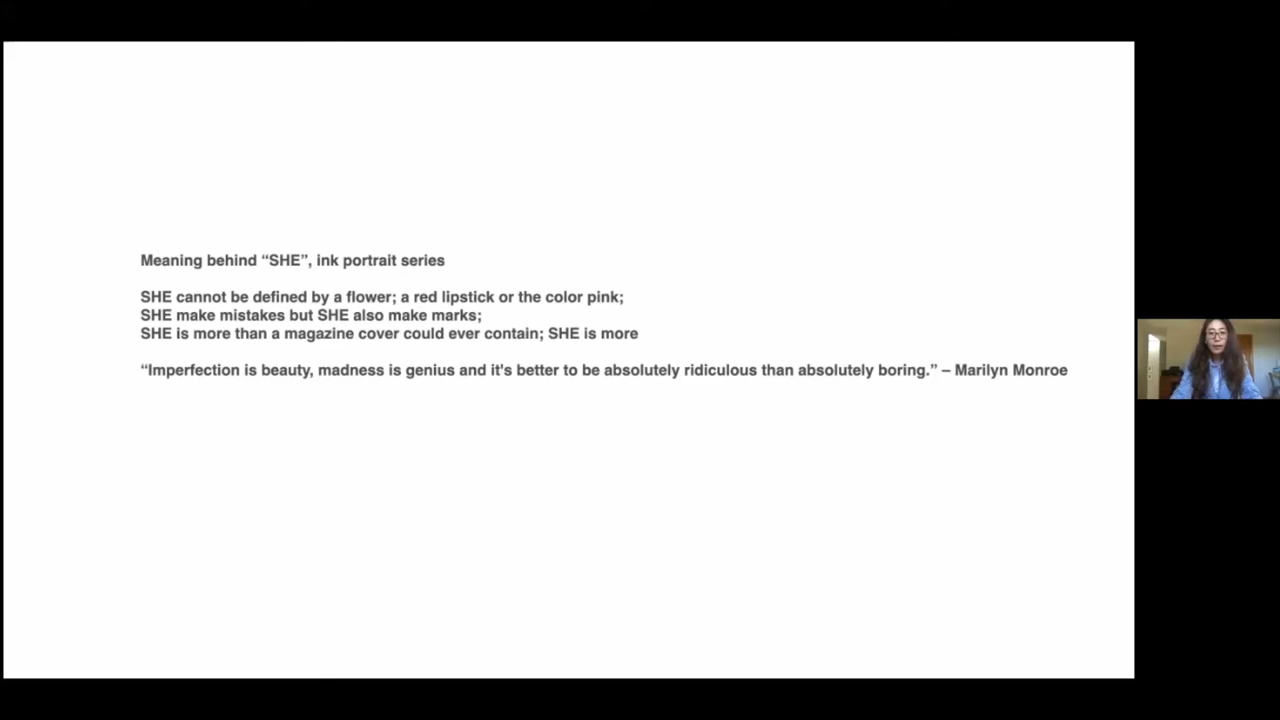 Meaning behind “SHE”, ink portrait series
SHE cannot be defined by a flower; a red lipstick or the color pink;
SHE make mistakes but SHE also make marks;
SHE is more than a magazine cover could ever contain; SHE is more
“Imperfection is beauty, madness is genius and it's better to be absolutely ridiculous than absolutely boring.” – Marilyn Monroe